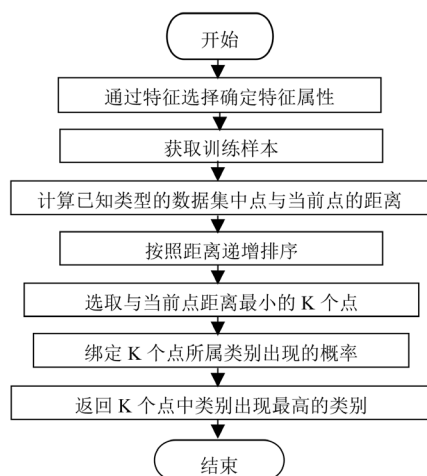 开始
通过特征选择确定特征属性
获取训练样本
计算已知类型的数据集中点与当前点的距离
按照距离递增排序
选取与当前点距离最小的 K 个点
绑定 K 个点所属类别出现的概率
返回 K 个点中类别出现最高的类别
结束